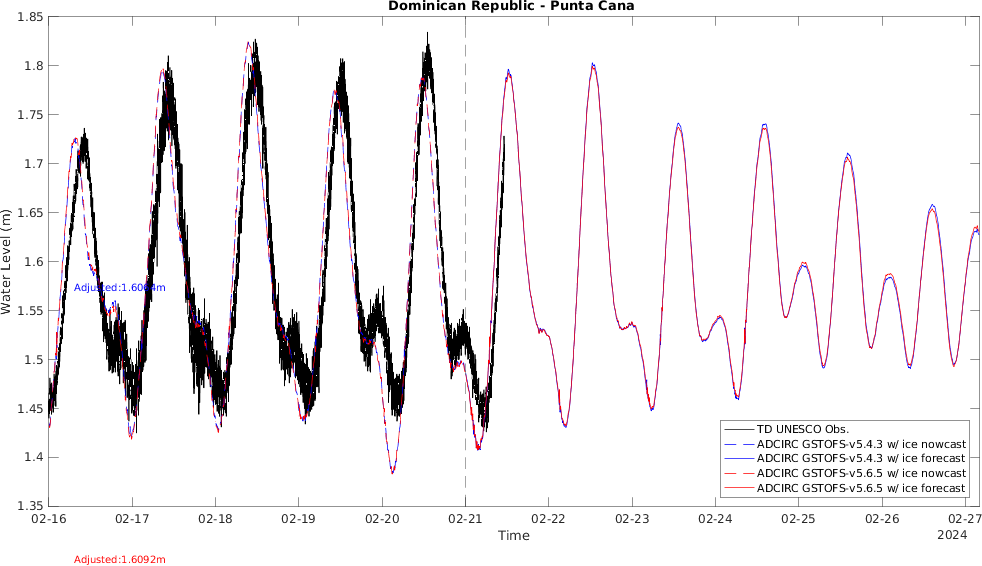 Dominican Republic - Punta Cana
1.85
1.8
1.75
1.7
1.65
1.6
1.55
1.5
1.45
1.4
1.35
Water Level (m)
Adjusted:1.6064m
TD UNESCO Obs.
ADCIRC GSTOFS-v5.4.3 w/ ice nowcast
ADCIRC GSTOFS-v5.4.3 w/ ice forecast
ADCIRC GSTOFS-v5.6.5 w/ ice nowcast
ADCIRC GSTOFS-v5.6.5 w/ ice forecast
02-16 02-17 02-18 02-19 02-20 02-21 02-22 02-23 02-24 02-25 02-26 02-27
Time
2024
Adjusted:1.6092m